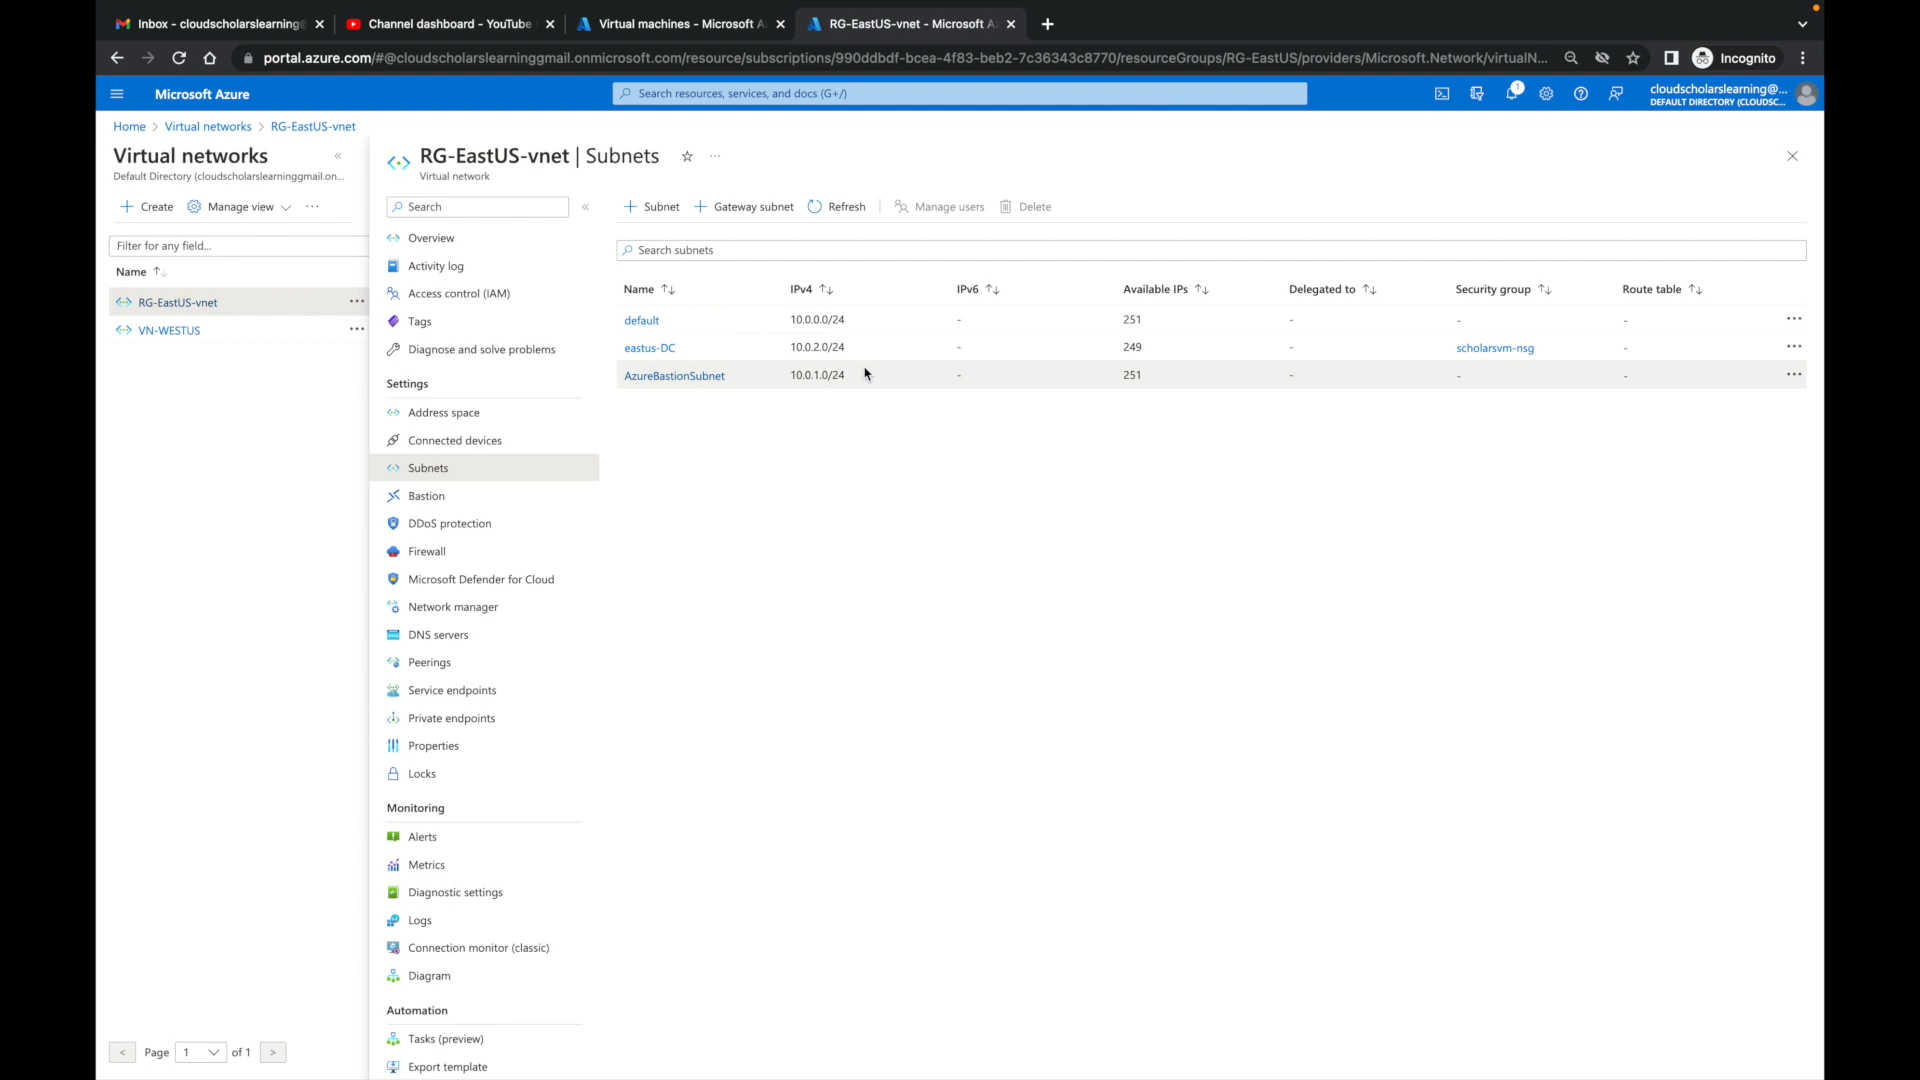 Inbox - cloudscholarslearning@
Channel dashboard - YouTube
Virtual machines - Microsoft A
RG-EastUS-vnet - Microsoft A
portal.azure.com/#@cloudscholarslearninggmail.onmicrosoft.com/resource/subscriptions/990ddbdf-bcea-4f83-beb2-7c36343c8770/resourceGroups/RG-EastUS/providers/Microsoft.Network/virtualN...
Incognito
Microsoft Azure
Search resources, services, and docs (G+/)
1
cloudscholarslearning@...
DEFAULT DIRECTORY (CLOUDSC...
Home > Virtual networks > RG-EastUS-vnet
Virtual networks
Default Directory (cloudscholarslearninggmail.on...
Create
Manage view
Filter for any field...
Name
RG-EastUS-vnet
VN-WESTUS
< Page 1 of 1 >
RG-EastUS-vnet | Subnets
Virtual network
Search
Overview
Activity log
Access control (IAM)
Tags
Diagnose and solve problems
Settings
Address space
Connected devices
Subnets
Bastion
DDoS protection
Firewall
Microsoft Defender for Cloud
Network manager
DNS servers
Peerings
Service endpoints
Private endpoints
Properties
Locks
Monitoring
Alerts
Metrics
Diagnostic settings
Logs
Connection monitor (classic)
Diagram
Automation
Tasks (preview)
Export template
+ Subnet + Gateway subnet Refresh Manage users Delete
Search subnets
Name IPv4 IPv6 Available IPs Delegated to Security group Route table
default 10.0.0.0/24 - 251 - - -
eastus-DC 10.0.2.0/24 - 249 - scholarsvm-nsg -
AzureBastionSubnet 10.0.1.0/24 - 251 - - -